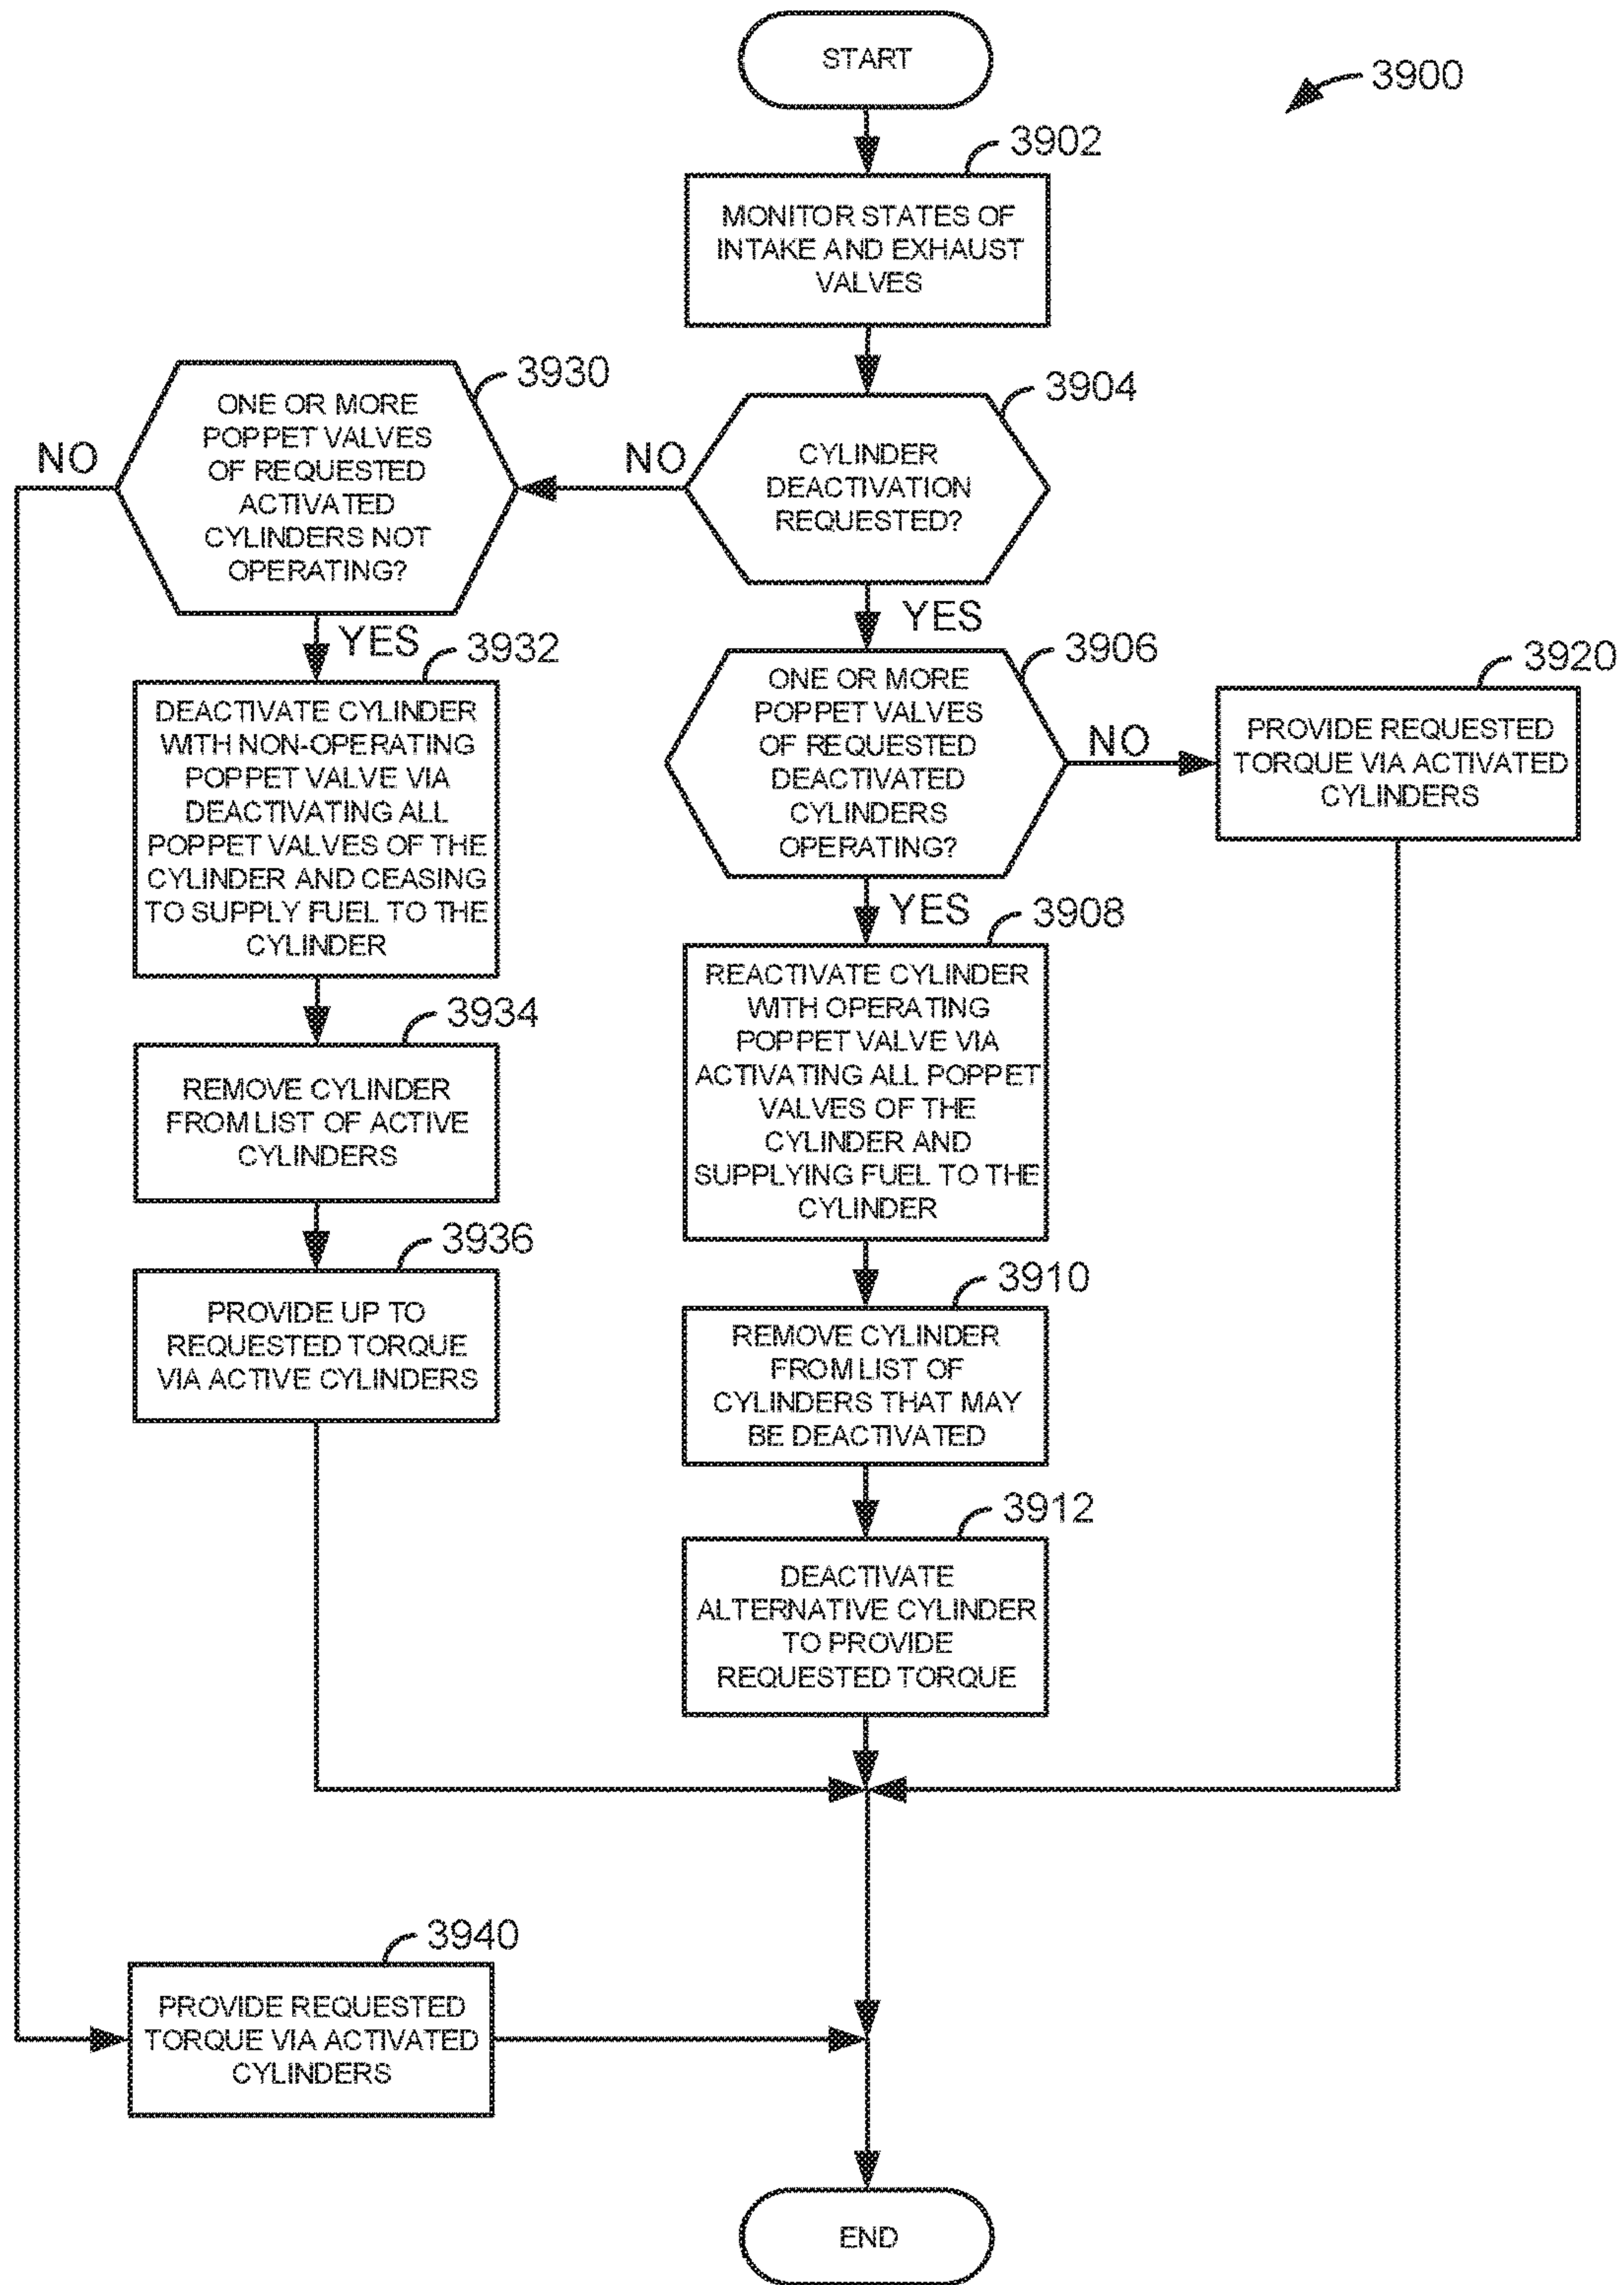 START
3900
3902
MONITOR STATES OF
INTAKE AND EXHAUST
VALVES
3930
ONE OR MORE
POPPET VALVES
OF REQUESTED
ACTIVATED
CYLINDERS NOT
OPERATING?
NO
3904
CYLINDER
DEACTIVATION
REQUESTED?
NO
YES
YES
3932
DEACTIVATE CYLINDER
WITH NON-OPERATING
POPPET VALVE VIA
DEACTIVATING ALL
POPPET VALVES OF THE
CYLINDER AND CEASING
TO SUPPLY FUEL TO THE
CYLINDER
3906
ONE OR MORE
POPPET VALVES
OF REQUESTED
DEACTIVATED
CYLINDERS
OPERATING?
NO
YES
3920
PROVIDE REQUESTED
TORQUE VIA ACTIVATED
CYLINDERS
3908
REACTIVATE CYLINDER
WITH OPERATING
POPPET VALVE VIA
ACTIVATING ALL POPPET
VALVES OF THE
CYLINDER AND
SUPPLYING FUEL TO THE
CYLINDER
3934
REMOVE CYLINDER
FROM LIST OF ACTIVE
CYLINDERS
3936
PROVIDE UP TO
REQUESTED TORQUE
VIA ACTIVE CYLINDERS
3910
REMOVE CYLINDER
FROM LIST OF
CYLINDERS THAT MAY
BE DEACTIVATED
3912
DEACTIVATE
ALTERNATIVE CYLINDER
TO PROVIDE
REQUESTED TORQUE
3940
PROVIDE REQUESTED
TORQUE VIA ACTIVATED
CYLINDERS
END